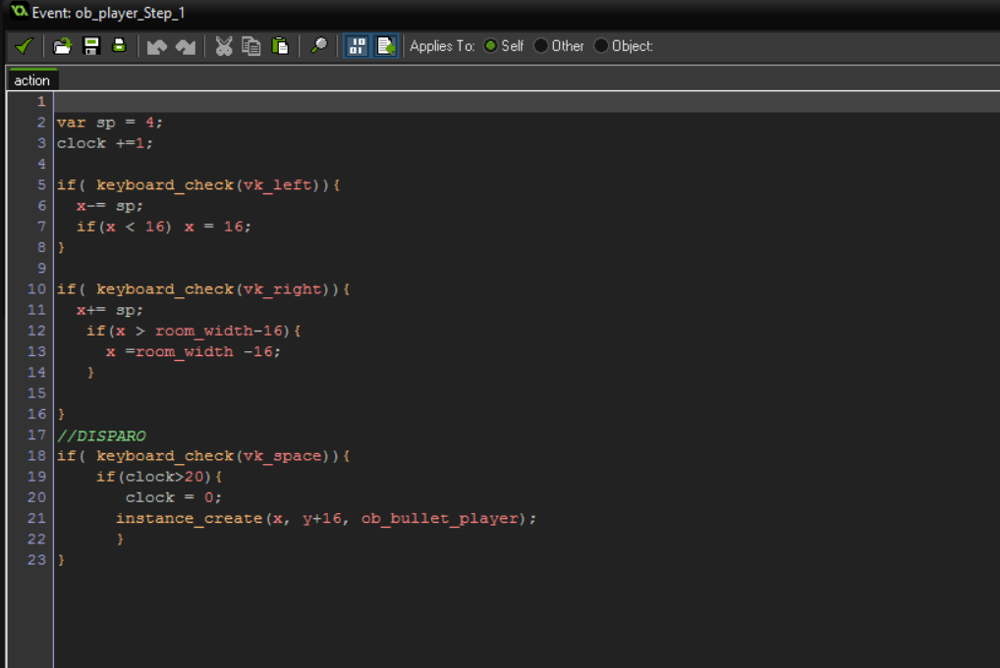 Event: ob_player_Step_1
Applies To: Self Other Object:
action
1
2 var sp = 4;
3 clock +=1;
4
5 if( keyboard_check(vk_left)){
6 x-= sp;
7 if(x < 16) x = 16;
8 }
9
10 if( keyboard_check(vk_right)){
11 x+= sp;
12 if(x > room_width-16){
13 x =room_width -16;
14 }
15
16 }
17 //DISPARO
18 if( keyboard_check(vk_space)){
19 if(clock>20){
20 clock = 0;
21 instance_create(x, y+16, ob_bullet_player);
22 }
23 }